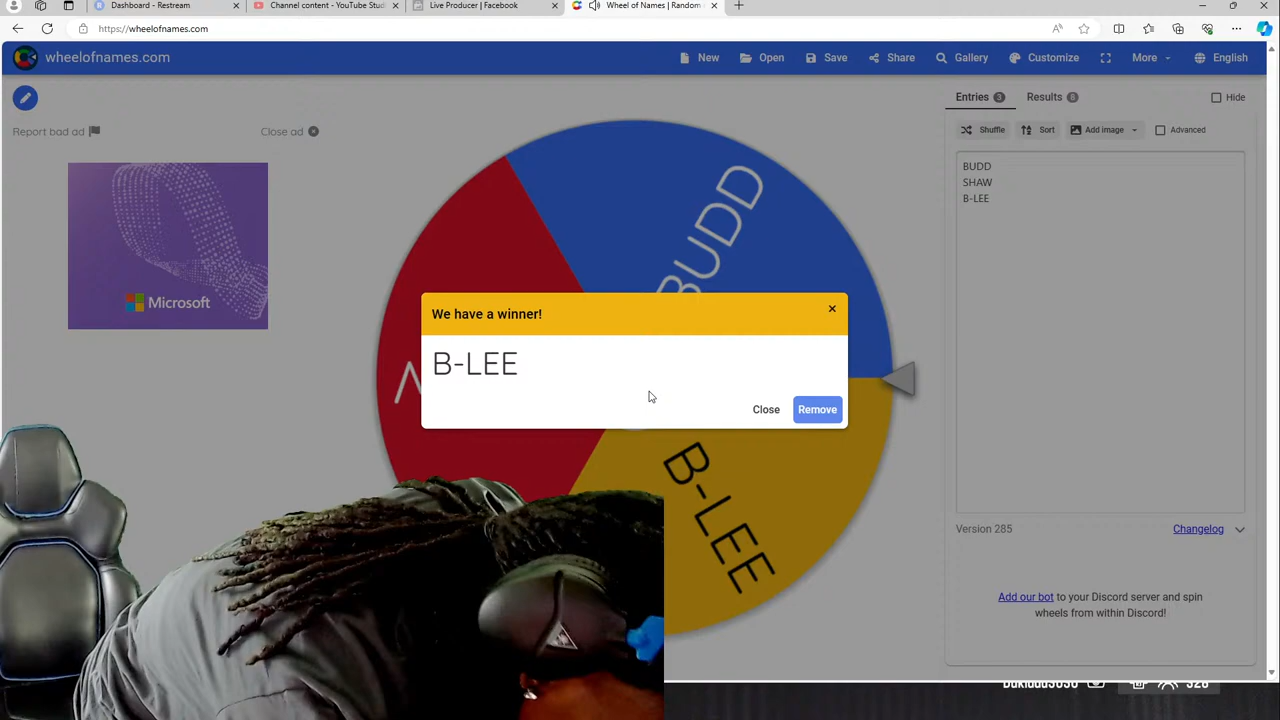 Dashboard - Restream
Channel content - YouTube Stud
Live Producer | Facebook
Wheel of Names | Random
https://wheelofnames.com
wheelofnames.com
New
Open
Save
Share
Gallery
Customize
More
English
Report bad ad
Close ad
Microsoft
Entries 3
Results 8
Hide
Shuffle
Sort
Add image
Advanced
BUDD
SHAW
B-LEE
BUDD
B-LEE
We have a winner!
B-LEE
Close
Remove
Version 285
Changelog
Add our bot to your Discord server and spin
wheels from within Discord!